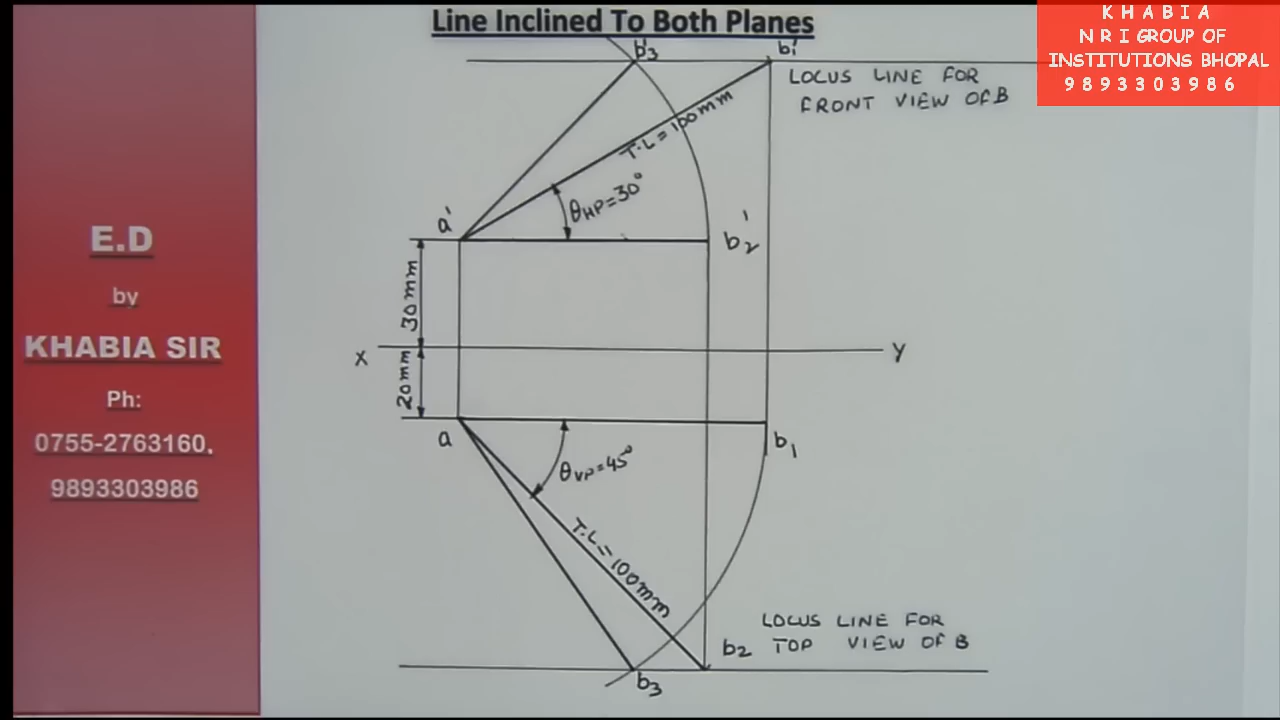 Line Inclined To Both Planes
K H A B I A
N R I GROUP OF
INSTITUTIONS BHOPAL
9 8 9 3 3 0 3 9 8 6
E.D
by
KHABIA SIR
Ph:
0755-2763160,
9893303986
b'3
b'1
LOCUS LINE FOR
FRONT VIEW OF B
T.L = 100mm
θHP=30°
a'
b2'
30mm
X
Y
20mm
a
b1
θVP=45°
T.L = 100mm
LOCUS LINE FOR
TOP VIEW OF B
b2
b3